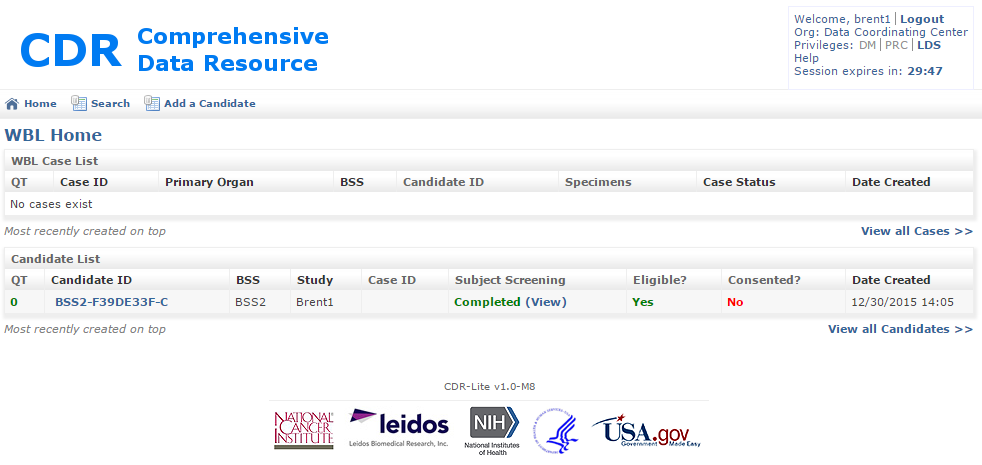 CDR Comprehensive
Data Resource
Welcome, brent1 | Logout
Org: Data Coordinating Center
Privileges: DM | PRC | LDS
Help
Session expires in: 29:47
Home Search Add a Candidate
WBL Home
WBL Case List
QT Case ID Primary Organ BSS Candidate ID Specimens Case Status Date Created
No cases exist
Most recently created on top View all Cases >>
Candidate List
QT Candidate ID BSS Study Case ID Subject Screening Eligible? Consented? Date Created
0 BSS2-F39DE33F-C BSS2 Brent1 Completed (View) Yes No 12/30/2015 14:05
Most recently created on top View all Candidates >>
CDR-Lite v1.0-M8
NATIONAL
CANCER
INSTITUTE
leidos
Leidos Biomedical Research, Inc.
NIH
National Institutes
of Health
USA.gov
Government Made Easy